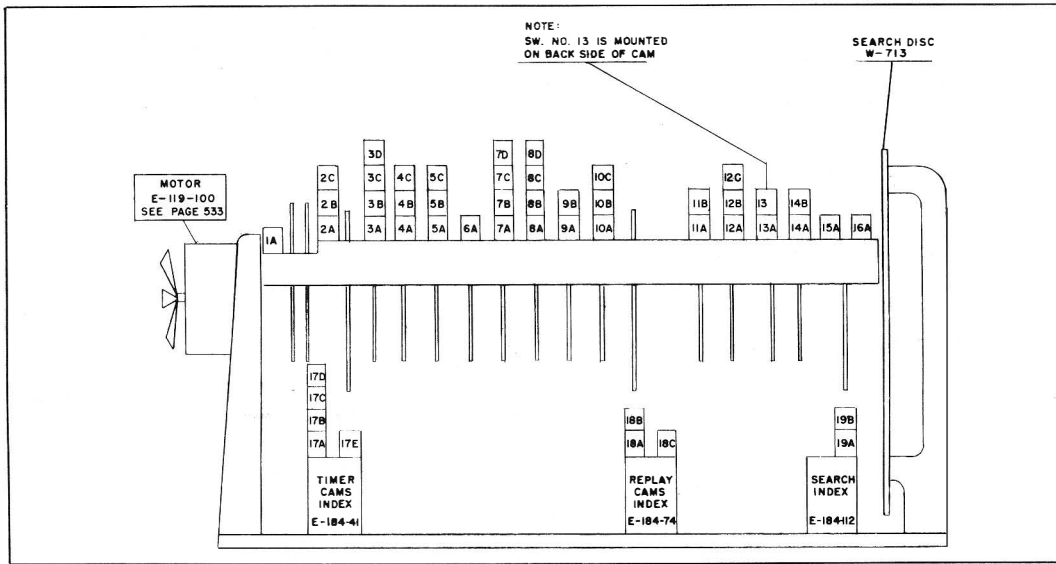 NOTE:
SW. NO. 13 IS MOUNTED
ON BACK SIDE OF CAM
SEARCH DISC
W-713
MOTOR
E-119-100
SEE PAGE 533
1A
2C
2B
2A
3D
3C
3B
3A
4C
4B
4A
5C
5B
5A
6A
7D
7C
7B
7A
8D
8C
8B
8A
9B
9A
10C
10B
10A
11B
11A
12C
12B
12A
13
13A
14B
14A
15A
16A
17D
17C
17B
17A
17E
TIMER
CAMS
INDEX
E-184-41
18B
18A
18C
REPLAY
CAMS
INDEX
E-184-74
19B
19A
SEARCH
INDEX
E-184-112